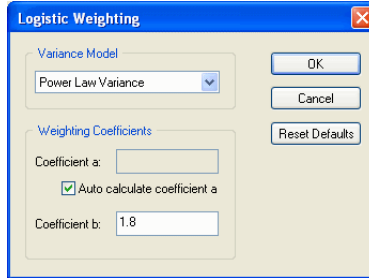 Logistic Weighting
Variance Model
Power Law Variance
OK
Cancel
Reset Defaults
Weighting Coefficients
Coefficient a:
Auto calculate coefficient a
Coefficient b: 1.8